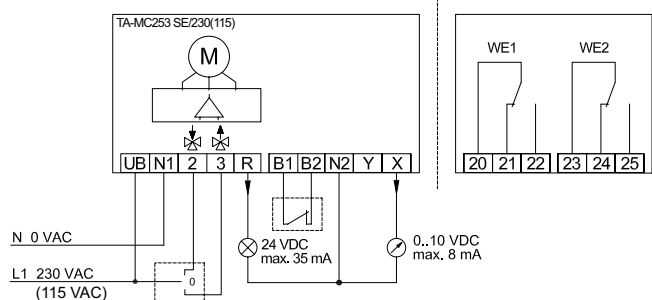 TA-MC253 SE/230(115)
M
UB N1 2 3 R B1 B2 N2 Y X
N 0 VAC
L1 230 VAC
(115 VAC)
0
24 VDC
max. 35 mA
0..10 VDC
max. 8 mA
WE1 WE2
20 21 22 23 24 25